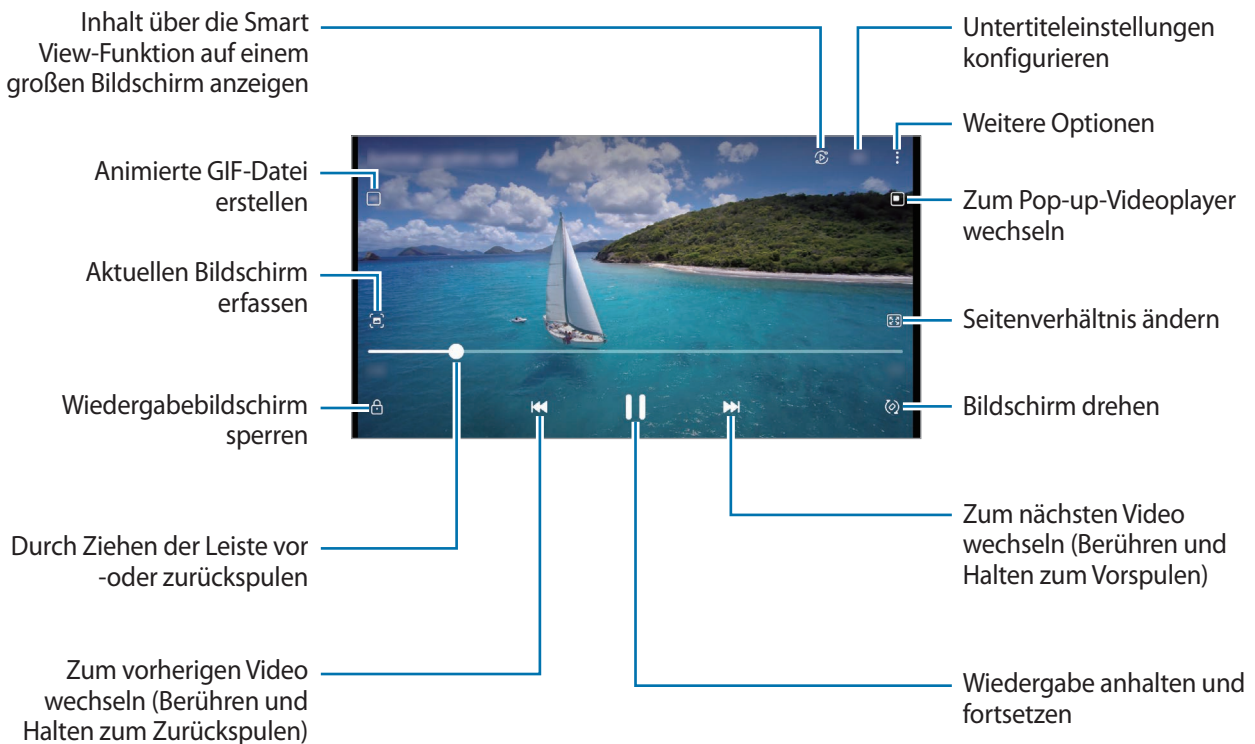 Inhalt über die Smart
View-Funktion auf einem
großen Bildschirm anzeigen
Animierte GIF-Datei
erstellen
Aktuellen Bildschirm
erfassen
Wiedergabebildschirm
sperren
Durch Ziehen der Leiste vor
-oder zurückspulen
Zum vorherigen Video
wechseln (Berühren und
Halten zum Zurückspulen)
Untertiteleinstellungen
konfigurieren
Weitere Optionen
Zum Pop-up-Videoplayer
wechseln
Seitenverhältnis ändern
Bildschirm drehen
Zum nächsten Video
wechseln (Berühren und
Halten zum Vorspulen)
Wiedergabe anhalten und
fortsetzen